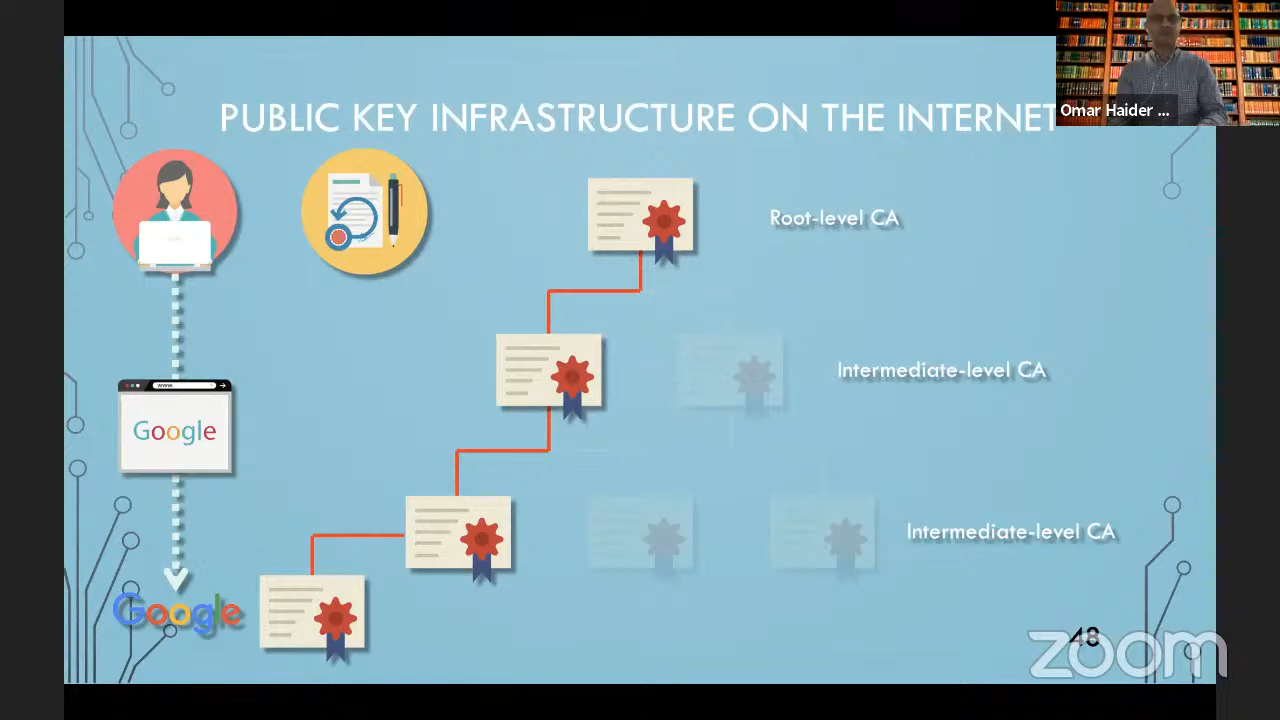 PUBLIC KEY INFRASTRUCTURE ON THE INTERNET
Omar Haider ...
Root-level CA
www
Google
Intermediate-level CA
Intermediate-level CA
Google
48
zoom